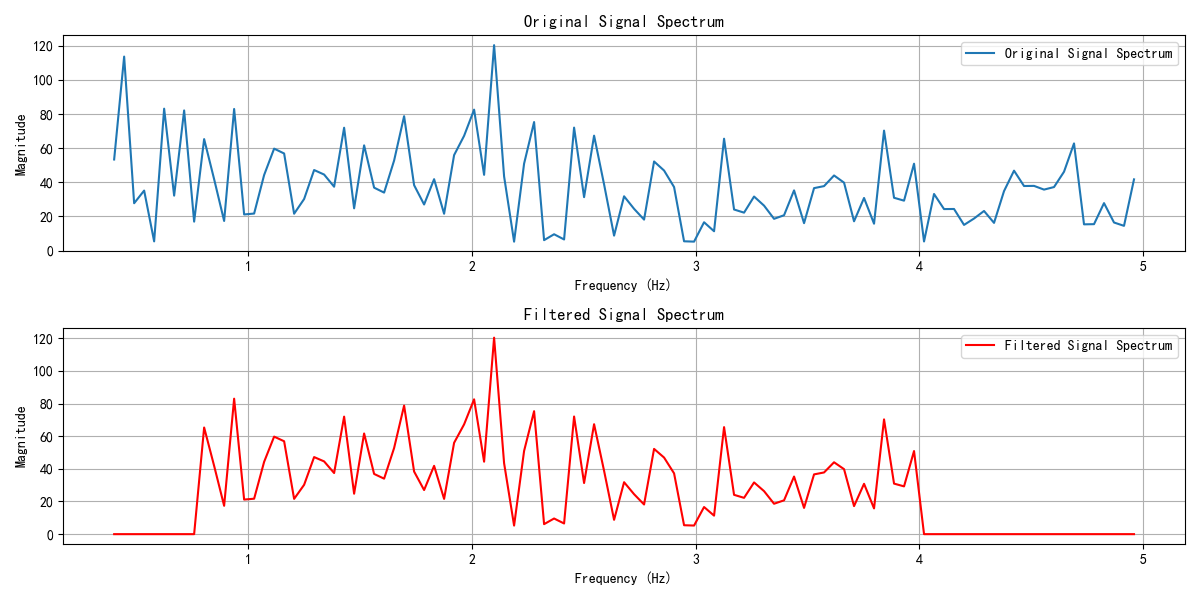 Original Signal Spectrum
120
100
80
60
40
20
0
Magnitude
Original Signal Spectrum
1 2 3 4 5
Frequency (Hz)
Filtered Signal Spectrum
120
100
80
60
40
20
0
Magnitude
Filtered Signal Spectrum
1 2 3 4 5
Frequency (Hz)